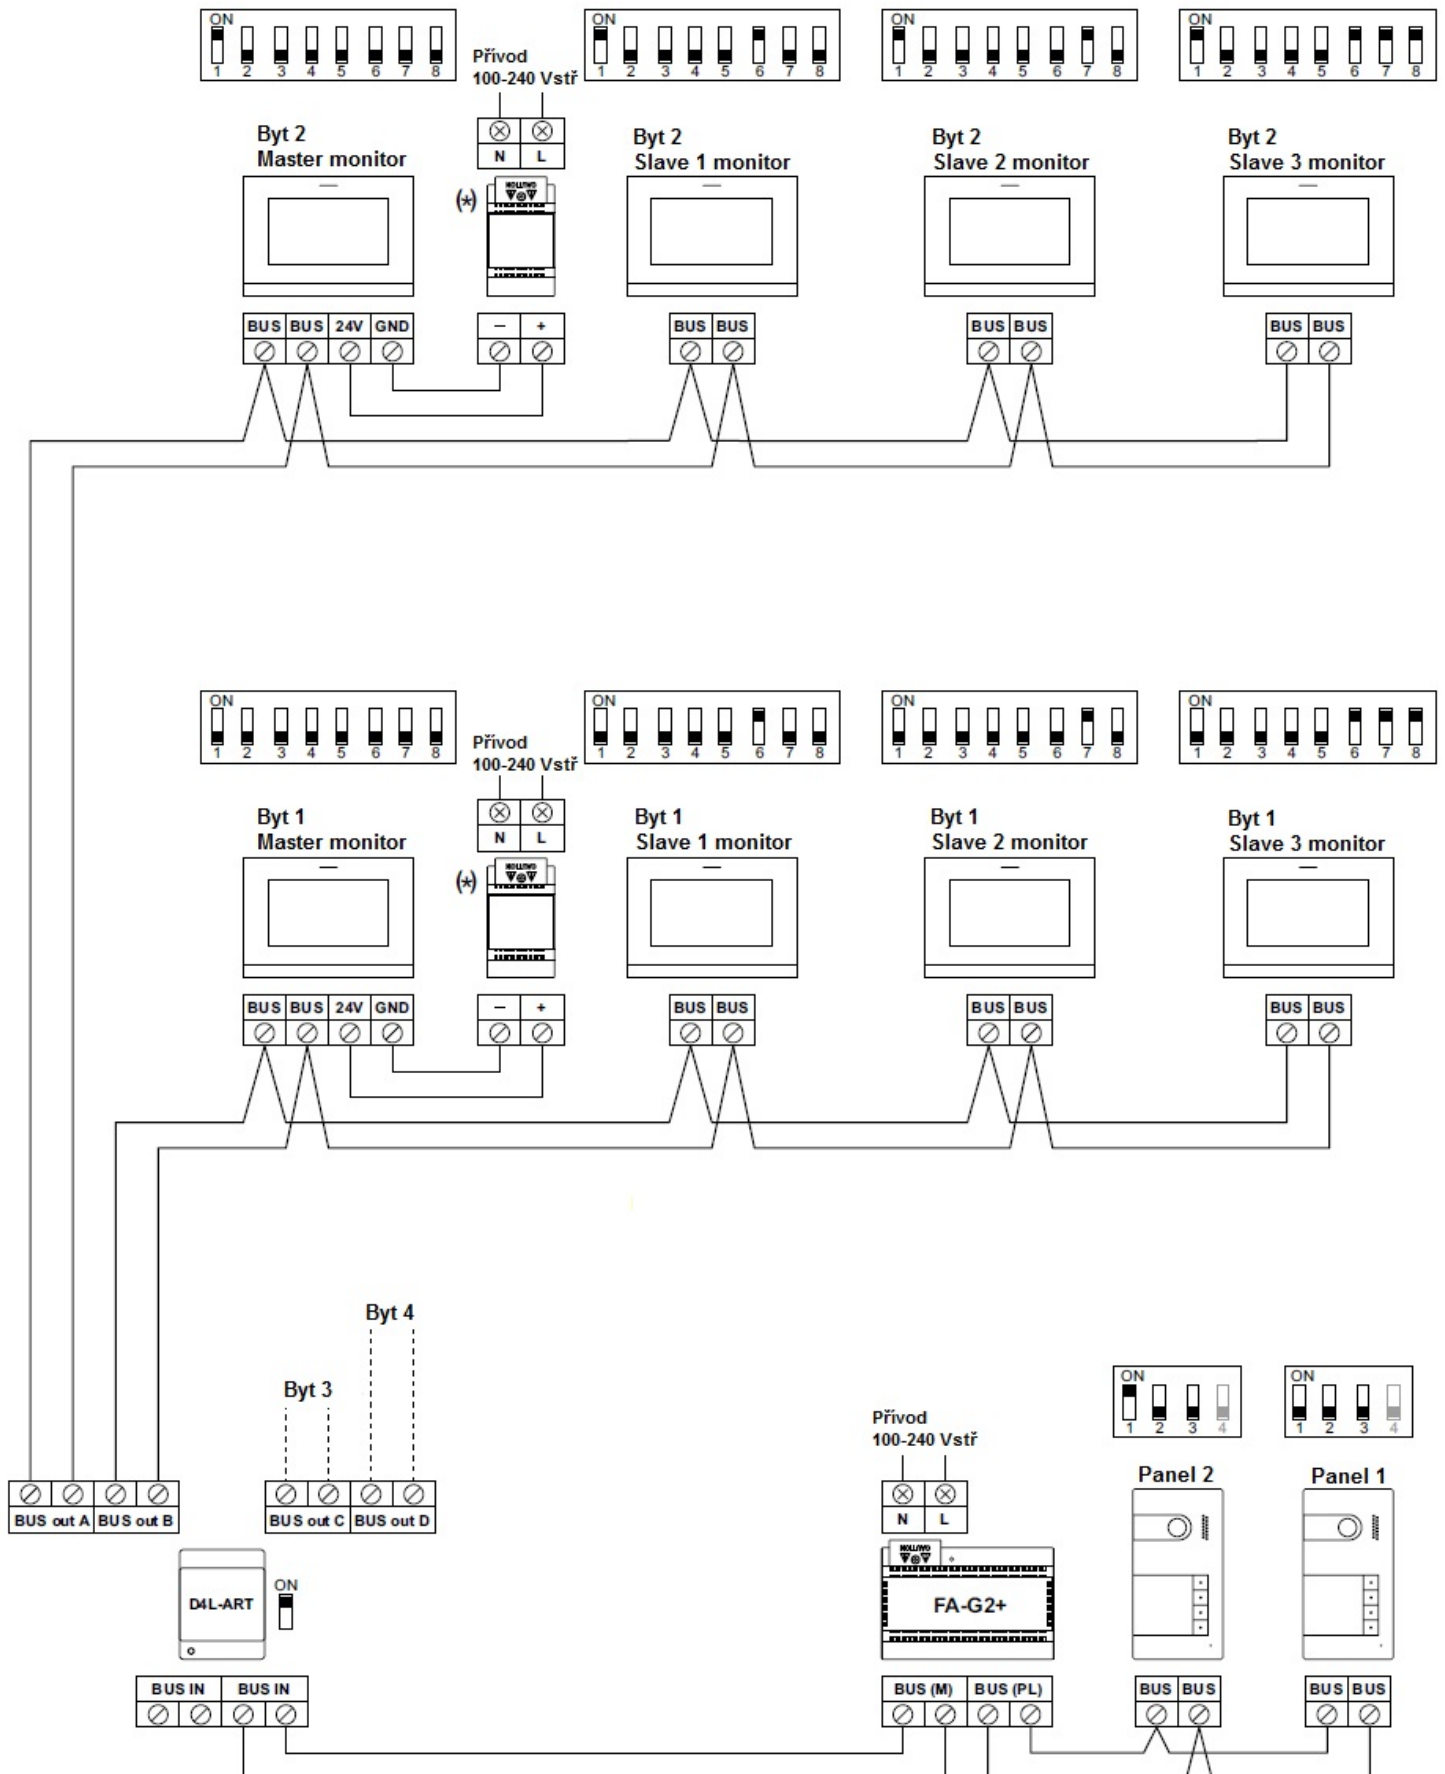 ON
1 2 3 4 5 6 7 8
ON
1 2 3 4 5 6 7 8
ON
1 2 3 4 5 6 7 8
ON
1 2 3 4 5 6 7 8
Přívod
100-240 Vstř
N L
Byt 2
Master monitor
Byt 2
Slave 1 monitor
Byt 2
Slave 2 monitor
Byt 2
Slave 3 monitor
(*)
BUS BUS 24V GND
– +
BUS BUS
BUS BUS
BUS BUS
ON
1 2 3 4 5 6 7 8
ON
1 2 3 4 5 6 7 8
ON
1 2 3 4 5 6 7 8
ON
1 2 3 4 5 6 7 8
Přívod
100-240 Vstř
N L
Byt 1
Master monitor
Byt 1
Slave 1 monitor
Byt 1
Slave 2 monitor
Byt 1
Slave 3 monitor
(*)
BUS BUS 24V GND
– +
BUS BUS
BUS BUS
BUS BUS
Byt 4
Byt 3
BUS out A BUS out B
BUS out C BUS out D
D4L-ART
ON
BUS IN BUS IN
Přívod
100-240 Vstř
N L
FA-G2+
BUS (M) BUS (PL)
ON
1 2 3 4
Panel 2
BUS BUS
ON
1 2 3 4
Panel 1
BUS BUS